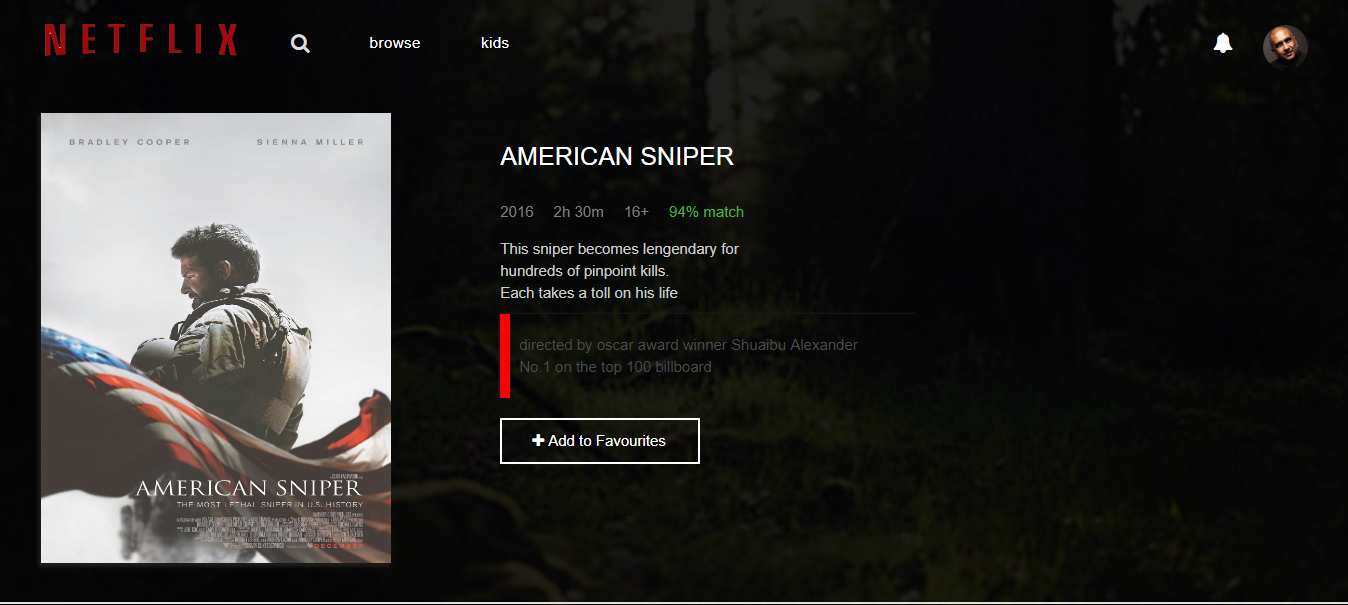 NETFLIX
browse
kids
BRADLEY COOPER
SIENNA MILLER
AMERICAN SNIPER
2016 2h 30m 16+ 94% match
This sniper becomes lengendary for
hundreds of pinpoint kills.
Each takes a toll on his life
directed by oscar award winner Shuaibu Alexander
No.1 on the top 100 billboard
Add to Favourites
AMERICAN SNIPER
THE MOST LETHAL SNIPER IN U.S. HISTORY
DECEMBER